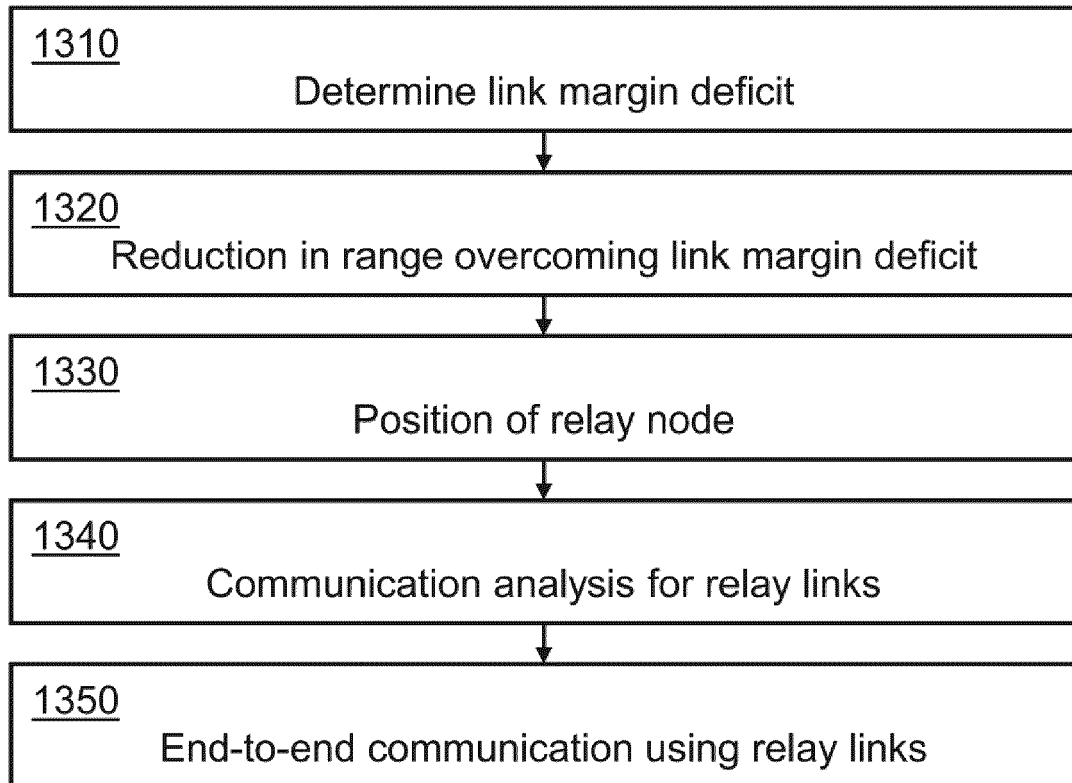 1310
Determine link margin deficit
1320
Reduction in range overcoming link margin deficit
1330
Position of relay node
1340
Communication analysis for relay links
1350
End-to-end communication using relay links